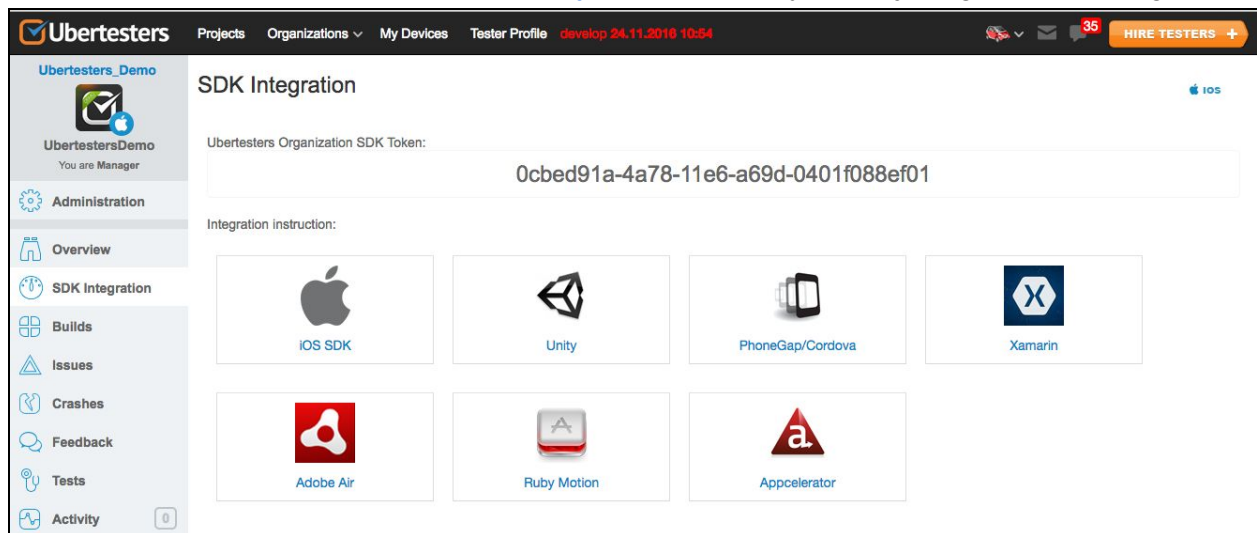 Ubertesters Projects Organizations My Devices Tester Profile develop 24.11.2016 10:54 35 HIRE TESTERS +
Ubertesters_Demo
UbertestersDemo
You are Manager
Administration
Overview
SDK Integration
Builds
Issues
Crashes
Feedback
Tests
Activity 0
SDK Integration
iOS
Ubertesters Organization SDK Token:
0cbed91a-4a78-11e6-a69d-0401f088ef01
Integration instruction:
iOS SDK Unity PhoneGap/Cordova Xamarin
Adobe Air Ruby Motion Appcelerator